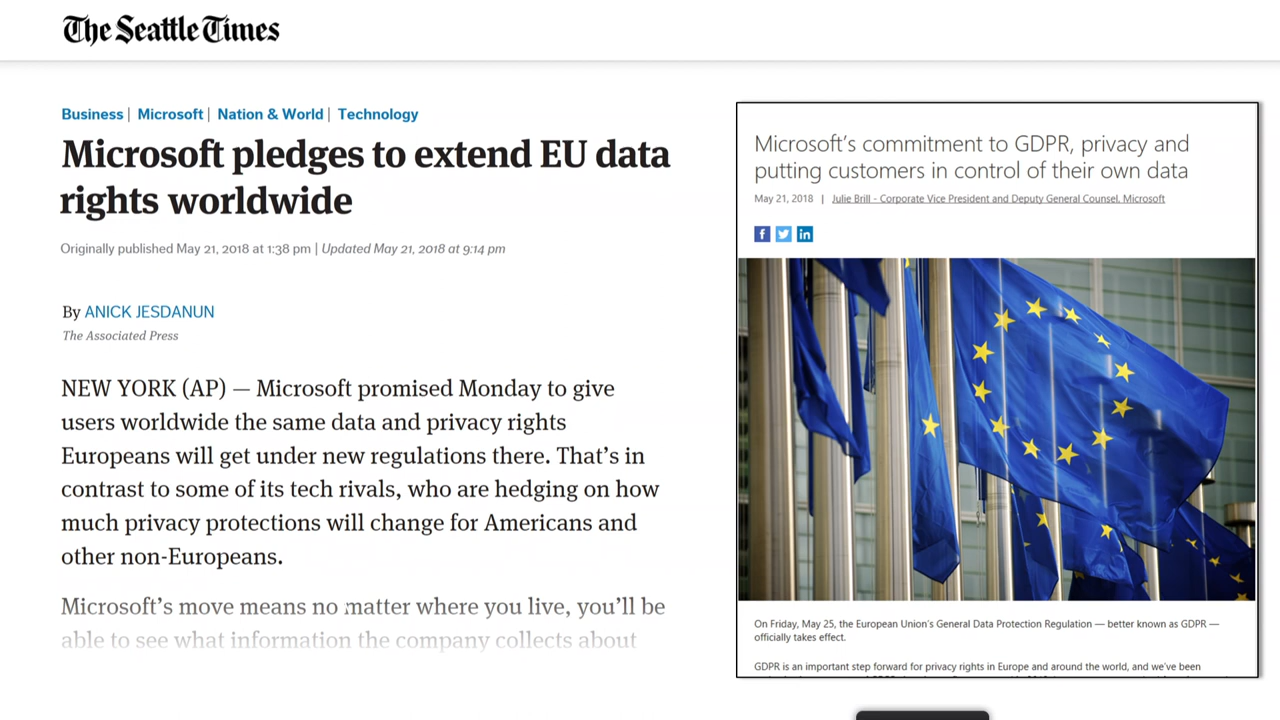 The Seattle Times
Business | Microsoft | Nation & World | Technology
Microsoft pledges to extend EU data
rights worldwide
Originally published May 21, 2018 at 1:38 pm | Updated May 21, 2018 at 9:14 pm
By ANICK JESDANUN
The Associated Press
NEW YORK (AP) — Microsoft promised Monday to give
users worldwide the same data and privacy rights
Europeans will get under new regulations there. That’s in
contrast to some of its tech rivals, who are hedging on how
much privacy protections will change for Americans and
other non-Europeans.
Microsoft’s move means no matter where you live, you’ll be
able to see what information the company collects about
Microsoft’s commitment to GDPR, privacy and
putting customers in control of their own data
May 21, 2018 | Julie Brill - Corporate Vice President and Deputy General Counsel, Microsoft
On Friday, May 25, the European Union’s General Data Protection Regulation — better known as GDPR —
officially takes effect.
GDPR is an important step forward for privacy rights in Europe and around the world, and we’ve been